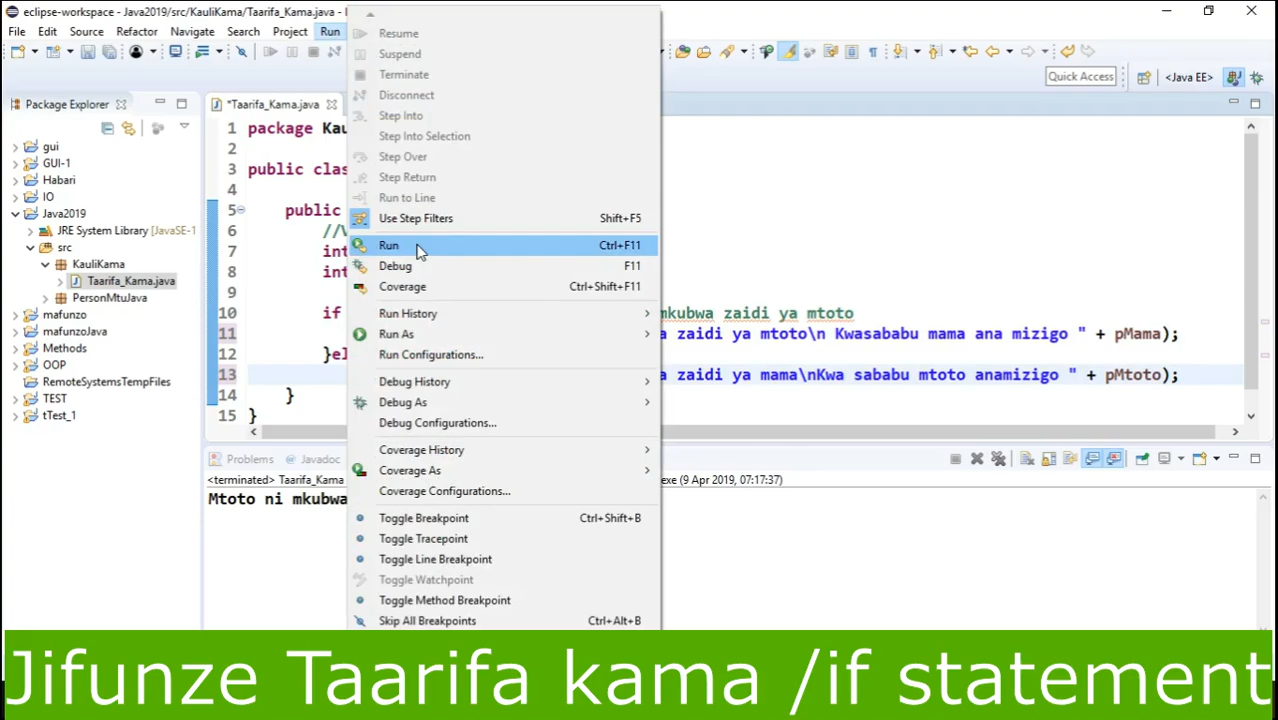 eclipse-workspace - Java2019/src/KauliKama/Taarifa_Kama.java -
File Edit Source Refactor Navigate Search Project Run
Quick Access
<Java EE>
Package Explorer
gui
GUI-1
Habari
IO
Java2019
JRE System Library [JavaSE-1
src
KauliKama
Taarifa_Kama.java
PersonMtuJava
mafunzo
mafunzoJava
Methods
OOP
RemoteSystemsTempFiles
TEST
tTest_1
*Taarifa_Kama.java
1 package Kau
2
3 public clas
4
5 public
6 //V
7 int
8 int
9
10 if mkubwa zaidi ya mtoto
11 a zaidi ya mtoto\n Kwasababu mama ana mizigo " + pMama);
12 }el
13 a zaidi ya mama\nKwa sababu mtoto anamizigo " + pMtoto);
14 }
15 }
Resume
Suspend
Terminate
Disconnect
Step Into
Step Into Selection
Step Over
Step Return
Run to Line
Use Step Filters Shift+F5
Run Ctrl+F11
Debug F11
Coverage Ctrl+Shift+F11
Run History
Run As
Run Configurations...
Debug History
Debug As
Debug Configurations...
Coverage History
Coverage As
Coverage Configurations...
Toggle Breakpoint Ctrl+Shift+B
Toggle Tracepoint
Toggle Line Breakpoint
Toggle Watchpoint
Toggle Method Breakpoint
Skip All Breakpoints Ctrl+Alt+B
Problems @ Javadoc
<terminated> Taarifa_Kama .exe (9 Apr 2019, 07:17:37)
Mtoto ni mkubwa
Jifunze Taarifa kama /if statement